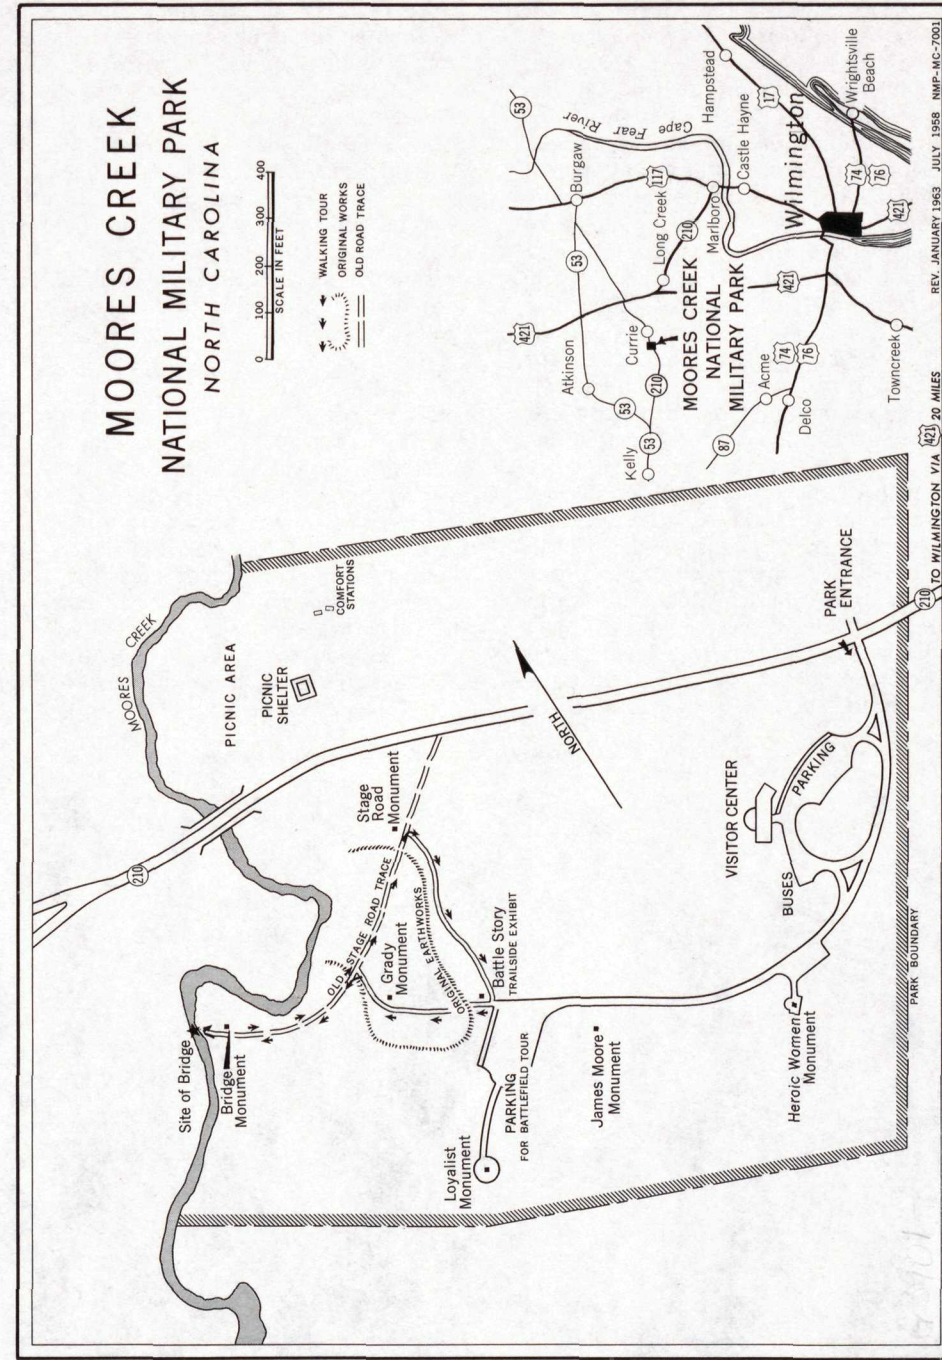 MOORES CREEK
NATIONAL MILITARY PARK
NORTH CAROLINA
0 100 200 300 400
SCALE IN FEET
WALKING TOUR
ORIGINAL WORKS
OLD ROAD TRACE
MOORES CREEK
PICNIC AREA
PICNIC
SHELTER
COMFORT
STATIONS
210
Site of Bridge
Bridge
Monument
OLD STAGE ROAD TRACE
Stage
Road
Monument
Grady
Monument
ORIGINAL EARTHWORKS
Battle Story
TRAILSIDE EXHIBIT
Loyalist
Monument
PARKING
FOR BATTLEFIELD TOUR
James Moore
Monument
NORTH
VISITOR CENTER
PARKING
BUSES
Heroic Women
Monument
PARK
ENTRANCE
PARK BOUNDARY
210
TO WILMINGTON VIA 421 20 MILES
53
Burgaw
Cape Fear River
Hampstead
17
117
Castle Hayne
Wilmington
Wrightsville
Beach
74
76
421
53
Long Creek
210
Marlboro
421
Atkinson
Currie
MOORES CREEK
NATIONAL
MILITARY PARK
421
53
210
Kelly
53
87
Acme
74
76
Delco
Towncreek
REV. JANUARY 1963 JULY 1958 NMP-MC-7001